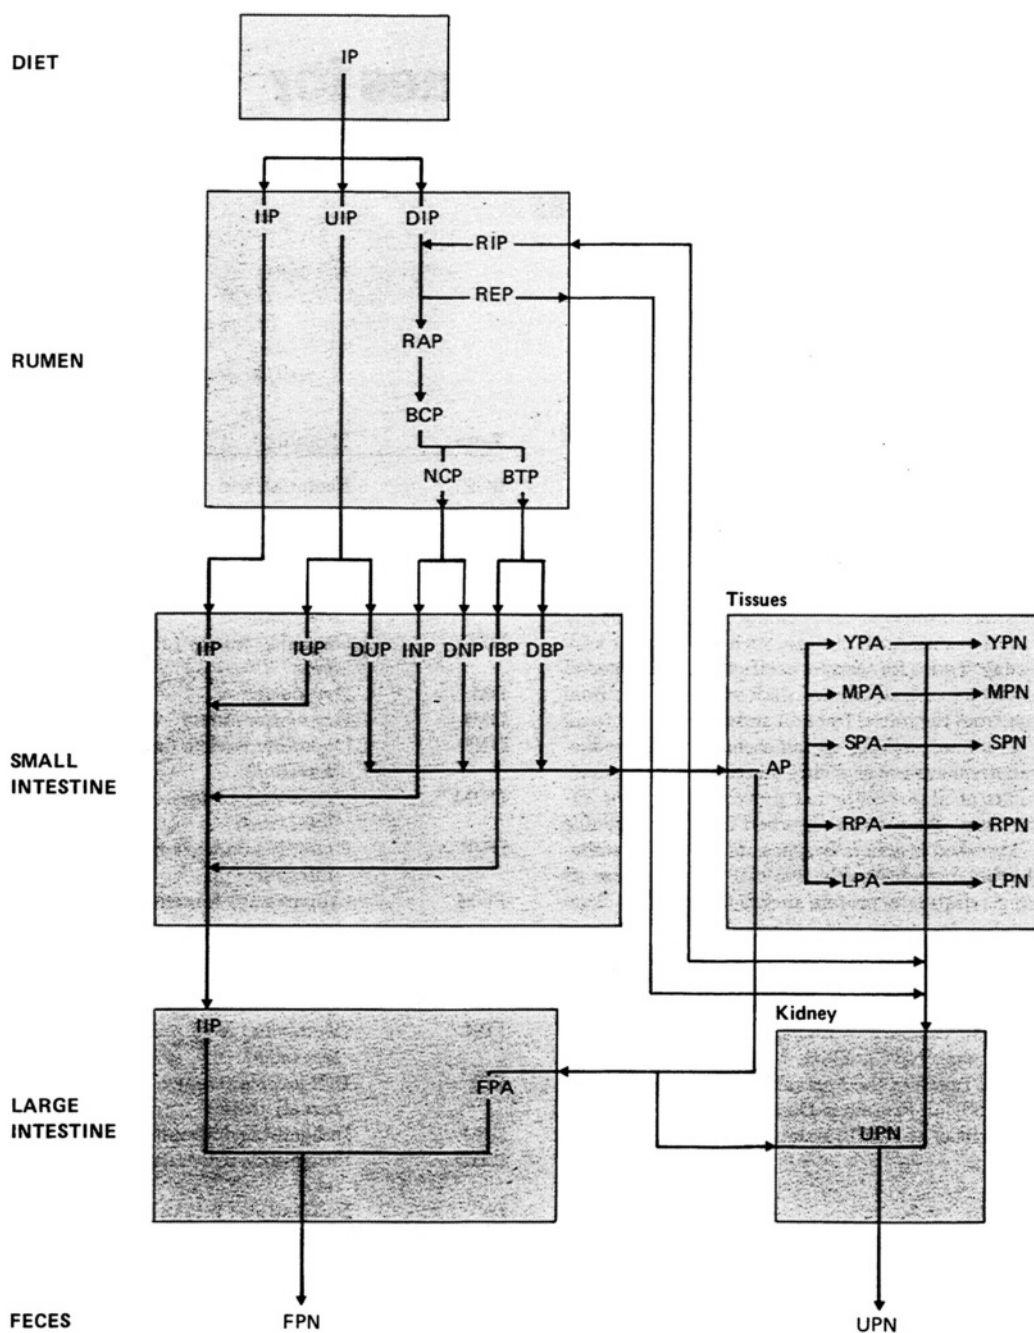 DIET
IP
IIP UIP DIP
RIP
REP
RAP
RUMEN
BCP
NCP BTP
Tissues
IIP IUP DUP INP DNP IBP DBP
YPA YPN
MPA MPN
SPA SPN
SMALL
INTESTINE
AP
RPA RPN
LPA LPN
Kidney
IIP
FPA
LARGE
INTESTINE
UPN
FECES
FPN
UPN